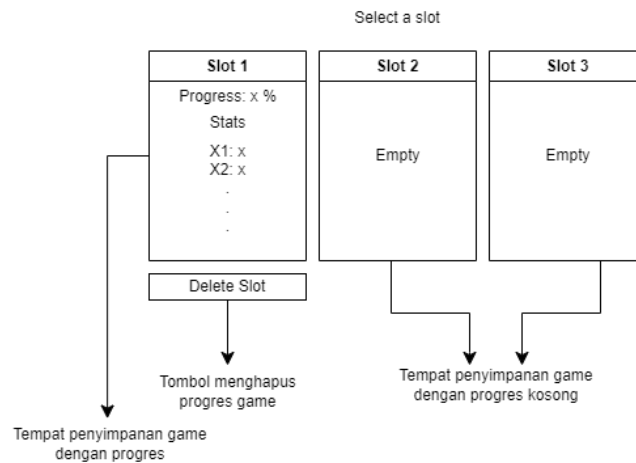 Select a slot
Slot 1
Slot 2
Slot 3
Progress: x %
Stats
X1: x
X2: x
.
.
.
Empty
Empty
Delete Slot
Tombol menghapus
progres game
Tempat penyimpanan game
dengan progres kosong
Tempat penyimpanan game
dengan progres